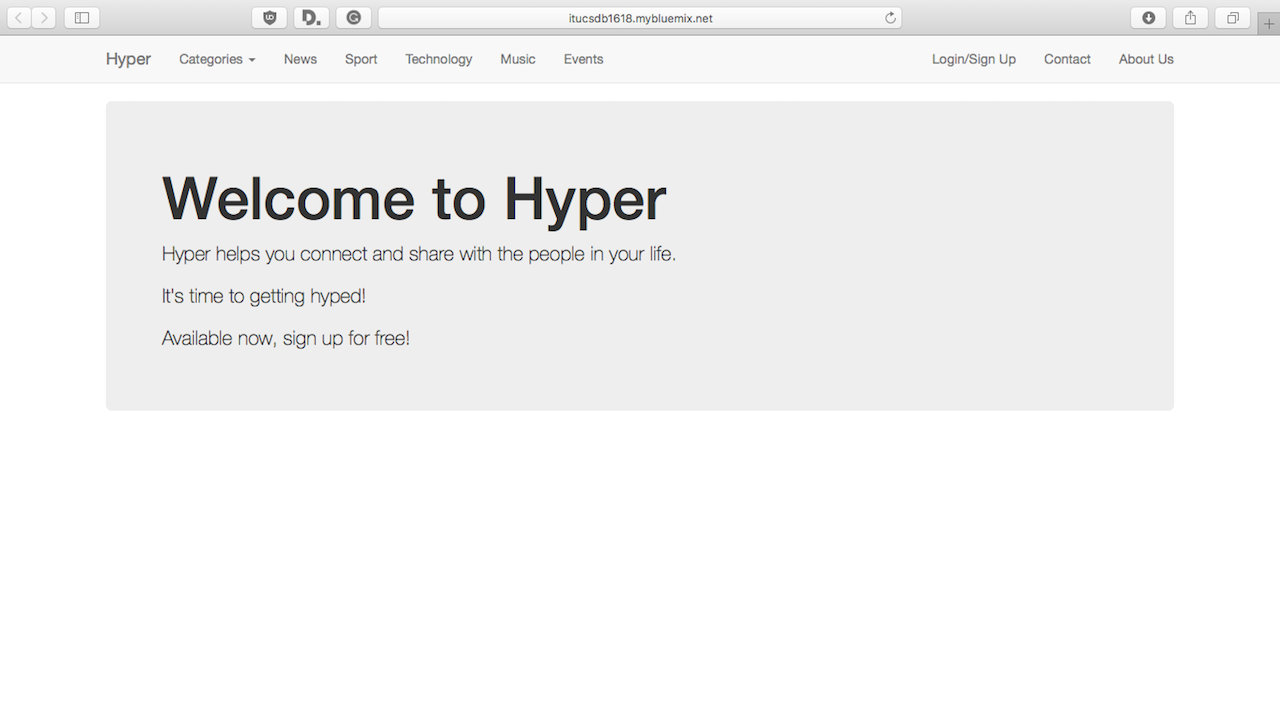 itucsdb1618.mybluemix.net
Hyper Categories News Sport Technology Music Events Login/Sign Up Contact About Us
Welcome to Hyper
Hyper helps you connect and share with the people in your life.
It's time to getting hyped!
Available now, sign up for free!